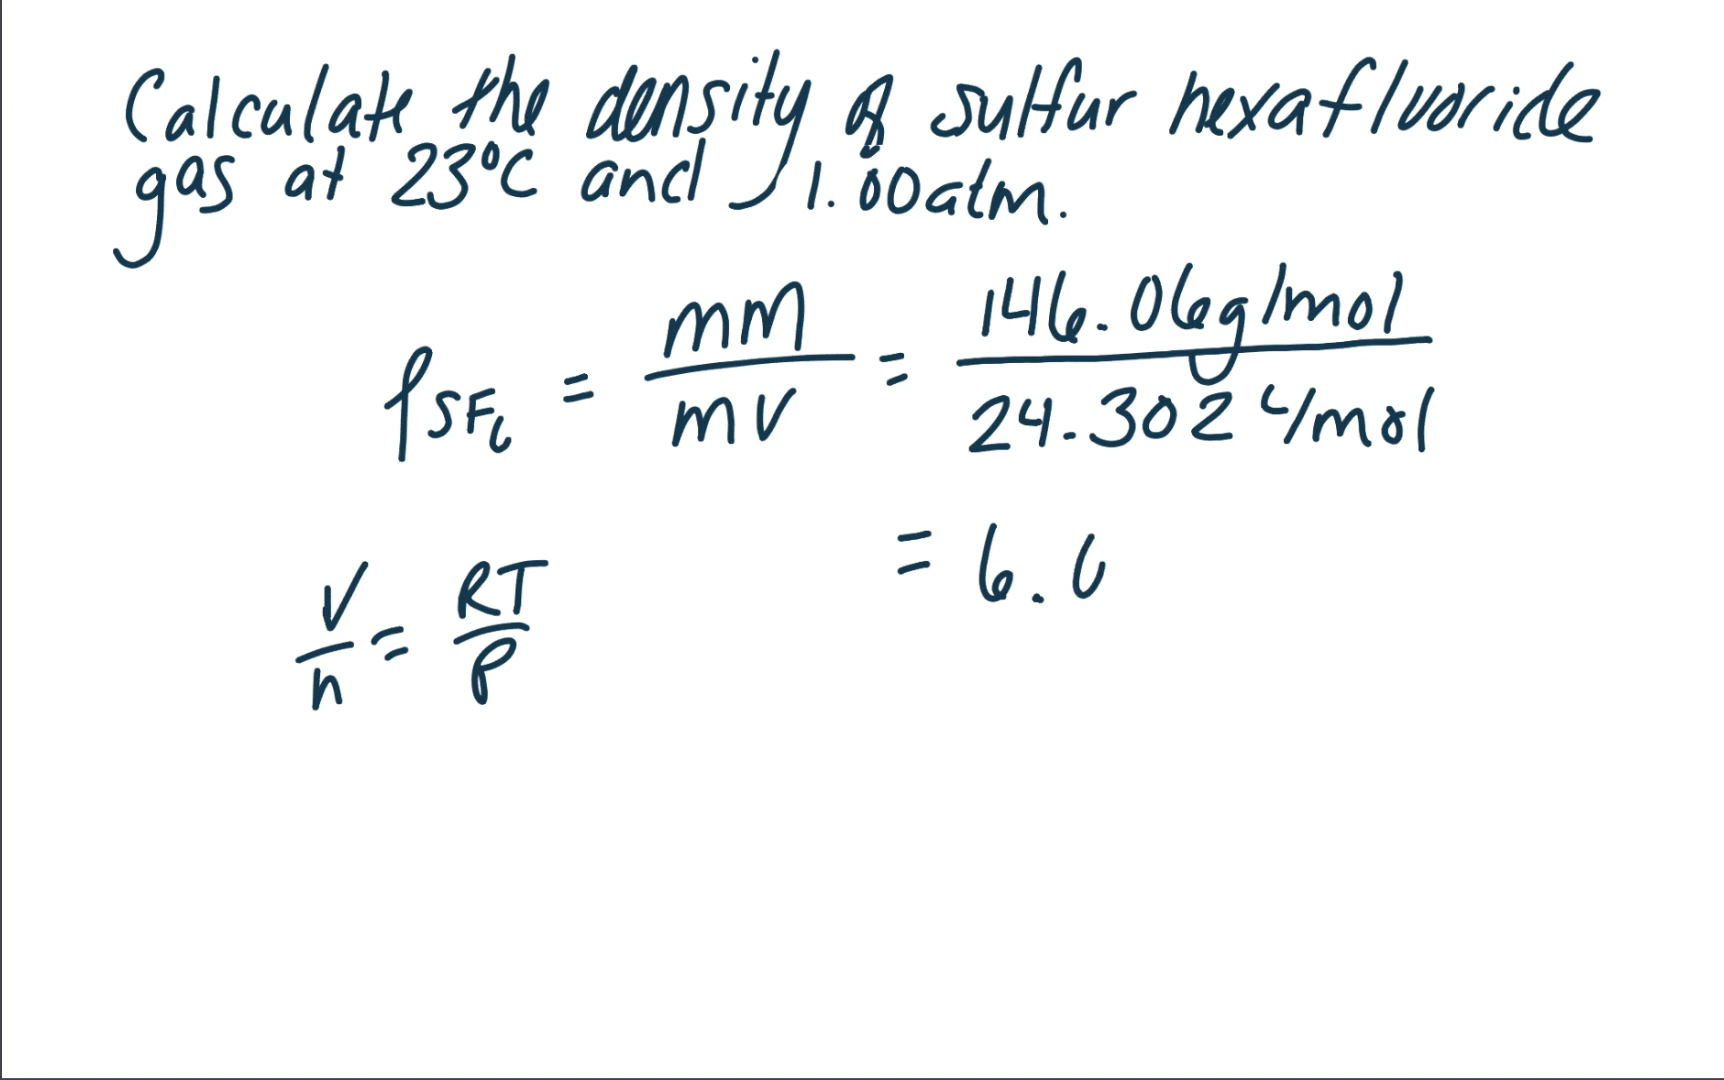 Calculate the density of sulfur hexafluoride
gas at 23°C and 1.00atm.
ρSF₆ = mM/mV = 146.06g/mol / 24.302 L/mol
= 6.0
V/n = RT/P